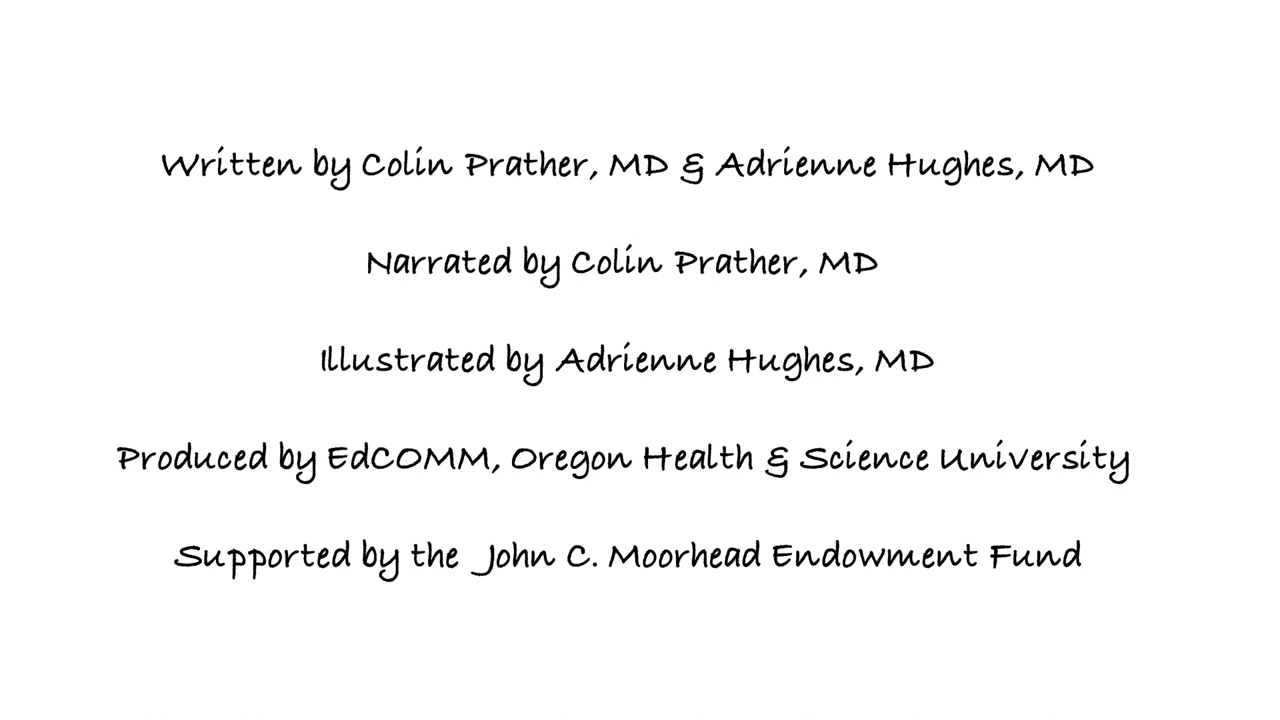 Written by Colin Prather, MD & Adrienne Hughes, MD
Narrated by Colin Prather, MD
Illustrated by Adrienne Hughes, MD
Produced by EdCOMM, Oregon Health & Science University
Supported by the John C. Moorhead Endowment Fund